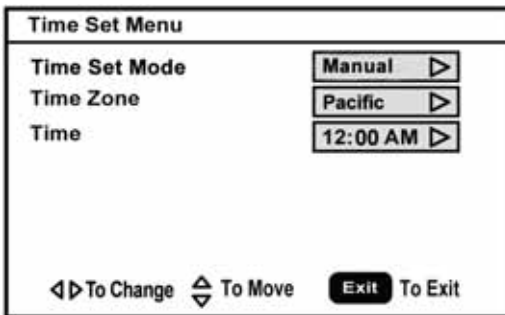 Time Set Menu
Time Set Mode Manual
Time Zone Pacific
Time 12:00 AM
To Change To Move Exit To Exit